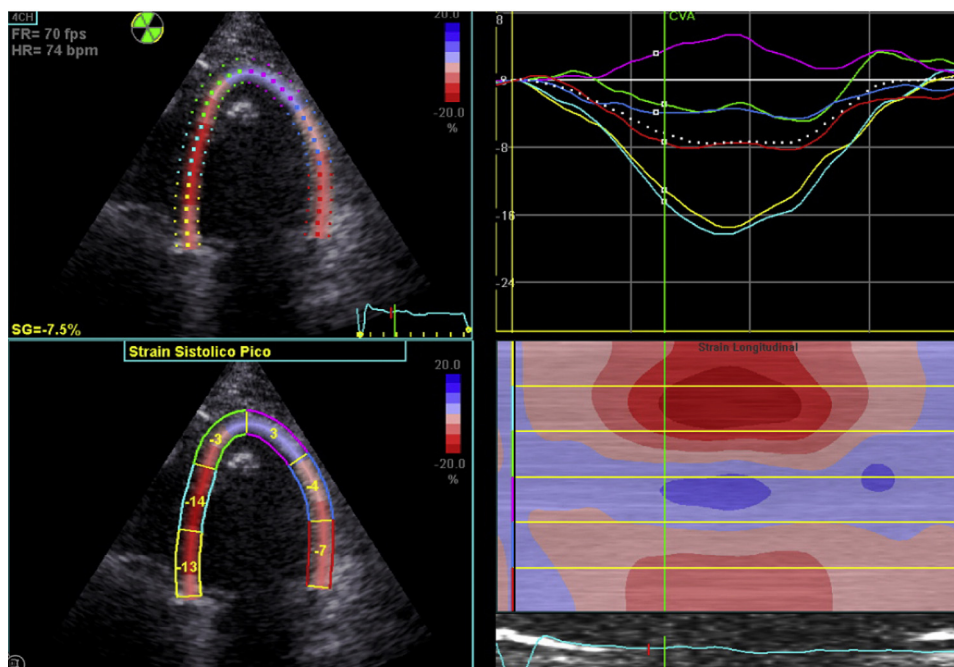 4CH
FR= 70 fps
HR= 74 bpm
20.0
-20.0
%
SG=-7.5%
8
CVA
-8
-16
-24
Strain Sistolico Pico
20.0
-20.0
%
-3
3
-14
-4
-13
-7
Strain Longitudinal